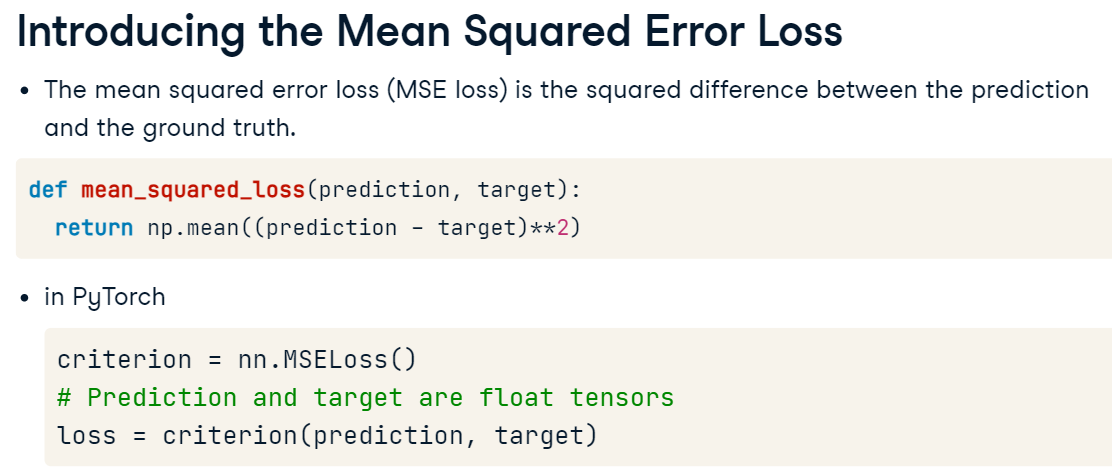 Introducing the Mean Squared Error Loss
• The mean squared error loss (MSE loss) is the squared difference between the prediction
and the ground truth.
def mean_squared_loss(prediction, target):
  return np.mean((prediction - target)**2)
• in PyTorch
criterion = nn.MSELoss()
# Prediction and target are float tensors
loss = criterion(prediction, target)